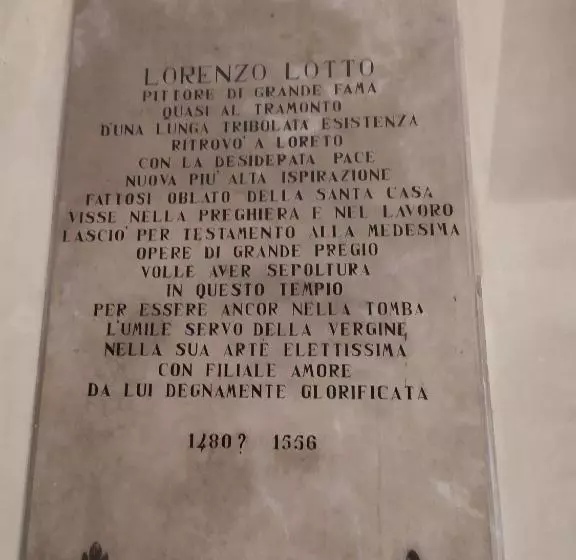 LORENZO LOTTO
PITTORE DI GRANDE FAMA
QUASI AL TRAMONTO
D'UNA LUNGA TRIBOLATA ESISTENZA
RITROVO' A LORETO
CON LA DESIDERATA PACE
NUOVA PIU' ALTA ISPIRAZIONE
FATTOSI OBLATO DELLA SANTA CASA
VISSE NELLA PREGHIERA E NEL LAVORO
LASCIO' PER TESTAMENTO ALLA MEDESIMA
OPERE DI GRANDE PREGIO
VOLLE AVER SEPOLTURA
IN QUESTO TEMPIO
PER ESSERE ANCOR NELLA TOMBA
L'UMILE SERVO DELLA VERGINE
NELLA SUA ARTE ELETTISSIMA
CON FILIALE AMORE
DA LUI DEGNAMENTE GLORIFICATA
1480? 1556